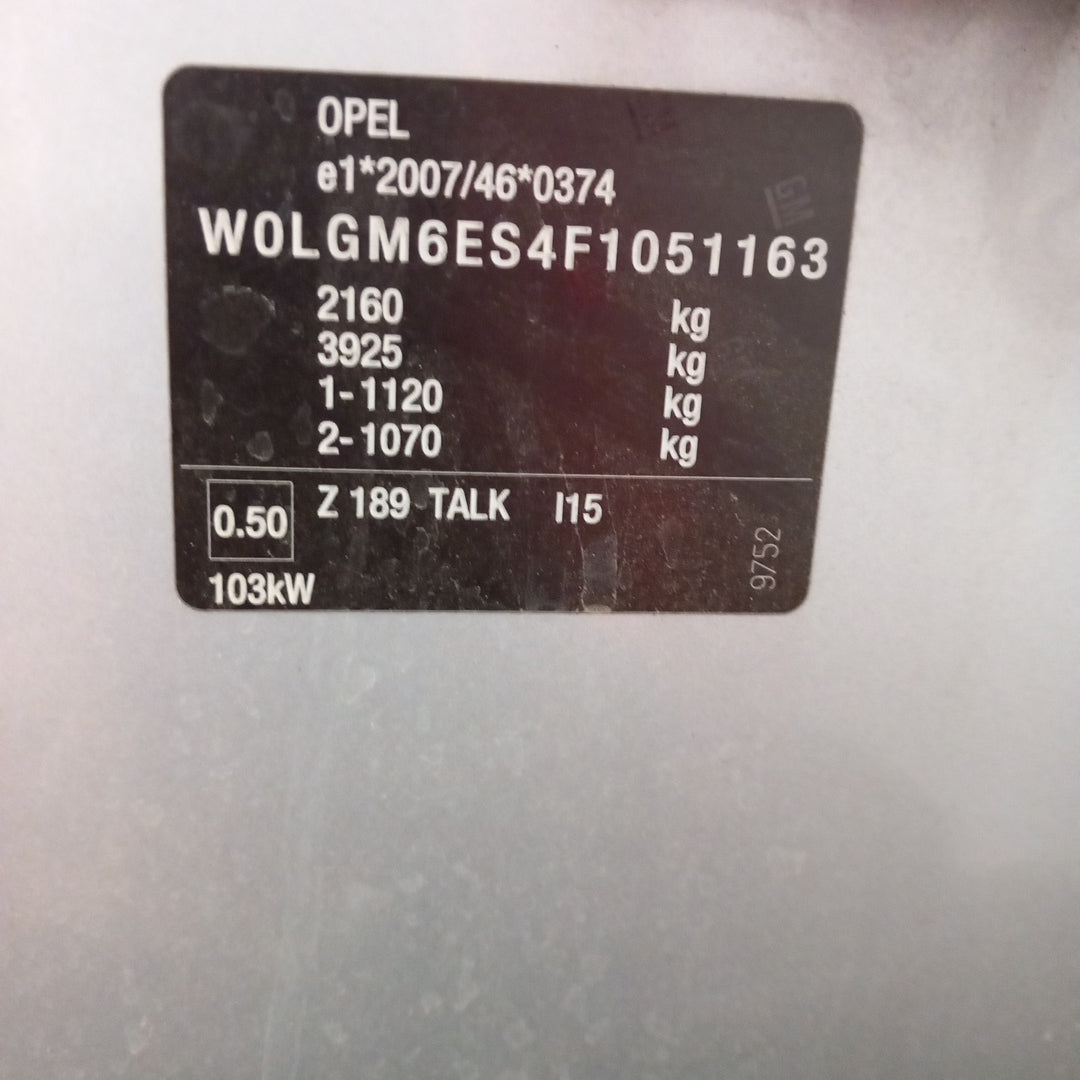 OPEL
e1*2007/46*0374
W0LGM6ES4F1051163
2160 kg
3925 kg
1-1120 kg
2-1070 kg
0.50 Z 189 TALK I15
103kW
9752
GM